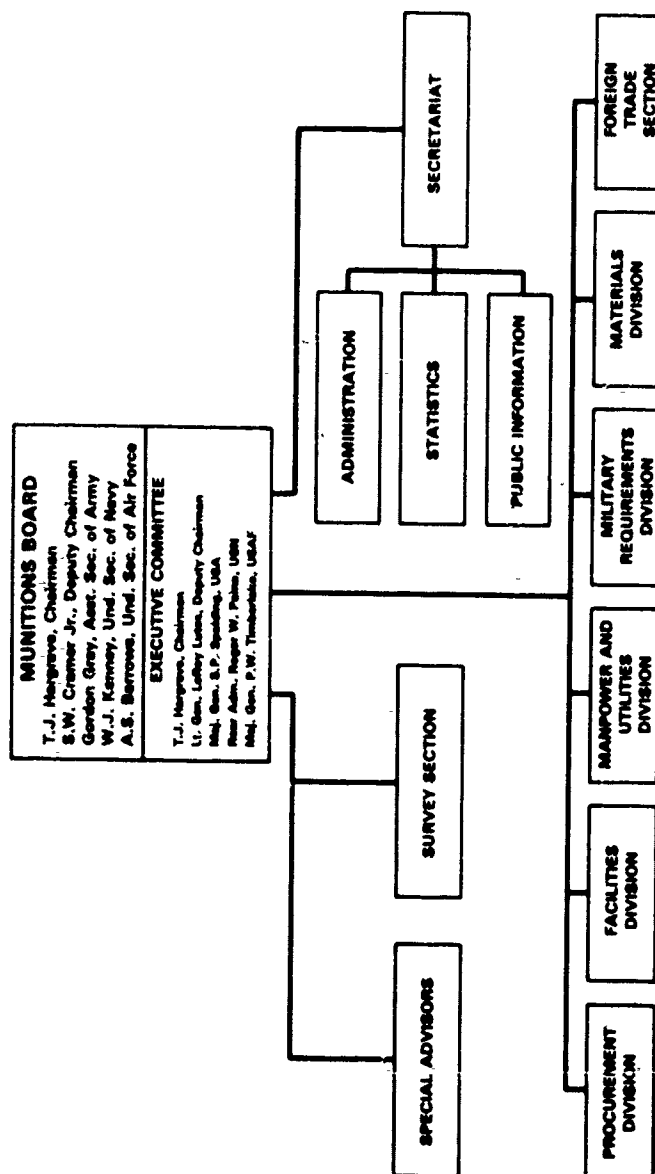 MUNITIONS BOARD
T.J. Hargrave, Chairman
S.W. Cramer Jr., Deputy Chairman
Gordon Gray, Asst. Sec. of Army
W.J. Kenney, Und. Sec. of Navy
A.S. Barrows, Und. Sec. of Air Force
EXECUTIVE COMMITTEE
T.J. Hargrave, Chairman
Lt. Gen. LeRoy Lutes, Deputy Chairman
Maj. Gen. S.P. Spalding, USA
Rear Adm. Roger W. Paine, USN
Maj. Gen. P.W. Timberlake, USAF
SPECIAL ADVISORS
SURVEY SECTION
SECRETARIAT
ADMINISTRATION
STATISTICS
PUBLIC INFORMATION
PROCUREMENT
DIVISION
FACILITIES
DIVISION
MANPOWER AND
UTILITIES
DIVISION
MILITARY
REQUIREMENTS
DIVISION
MATERIALS
DIVISION
FOREIGN
TRADE
SECTION